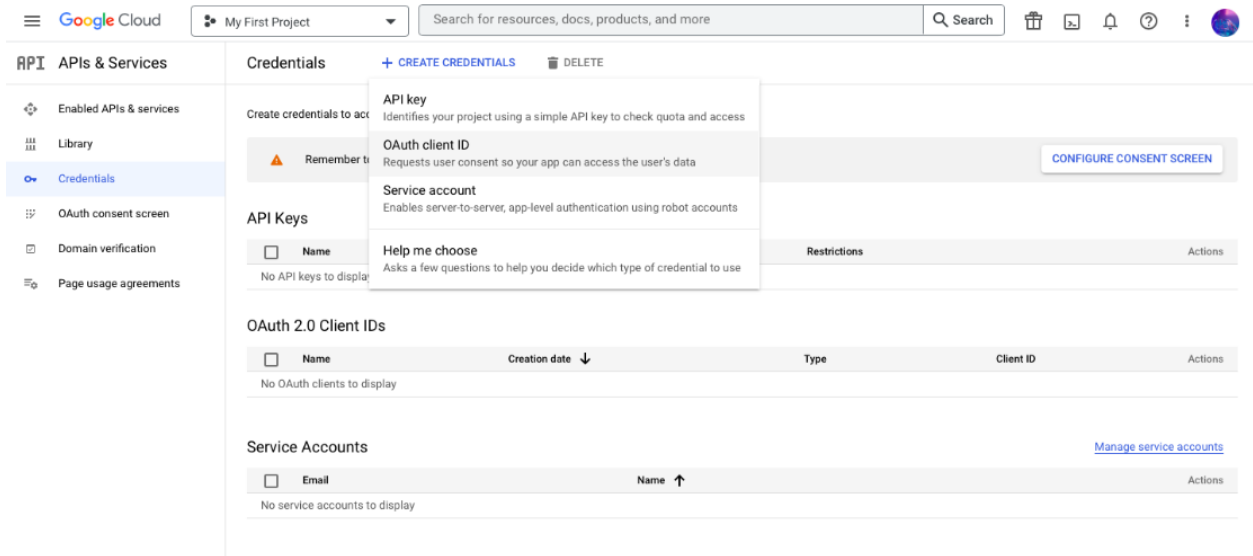 Google Cloud
My First Project
Search for resources, docs, products, and more
Search
API APIs & Services
Credentials
+ CREATE CREDENTIALS
DELETE
Enabled APIs & services
Library
Credentials
OAuth consent screen
Domain verification
Page usage agreements
Create credentials to acc
API key
Identifies your project using a simple API key to check quota and access
OAuth client ID
Requests user consent so your app can access the user's data
Service account
Enables server-to-server, app-level authentication using robot accounts
Help me choose
Asks a few questions to help you decide which type of credential to use
Remember to
CONFIGURE CONSENT SCREEN
API Keys
Name Restrictions Actions
No API keys to display
OAuth 2.0 Client IDs
Name Creation date Type Client ID Actions
No OAuth clients to display
Service Accounts
Manage service accounts
Email Name Actions
No service accounts to display